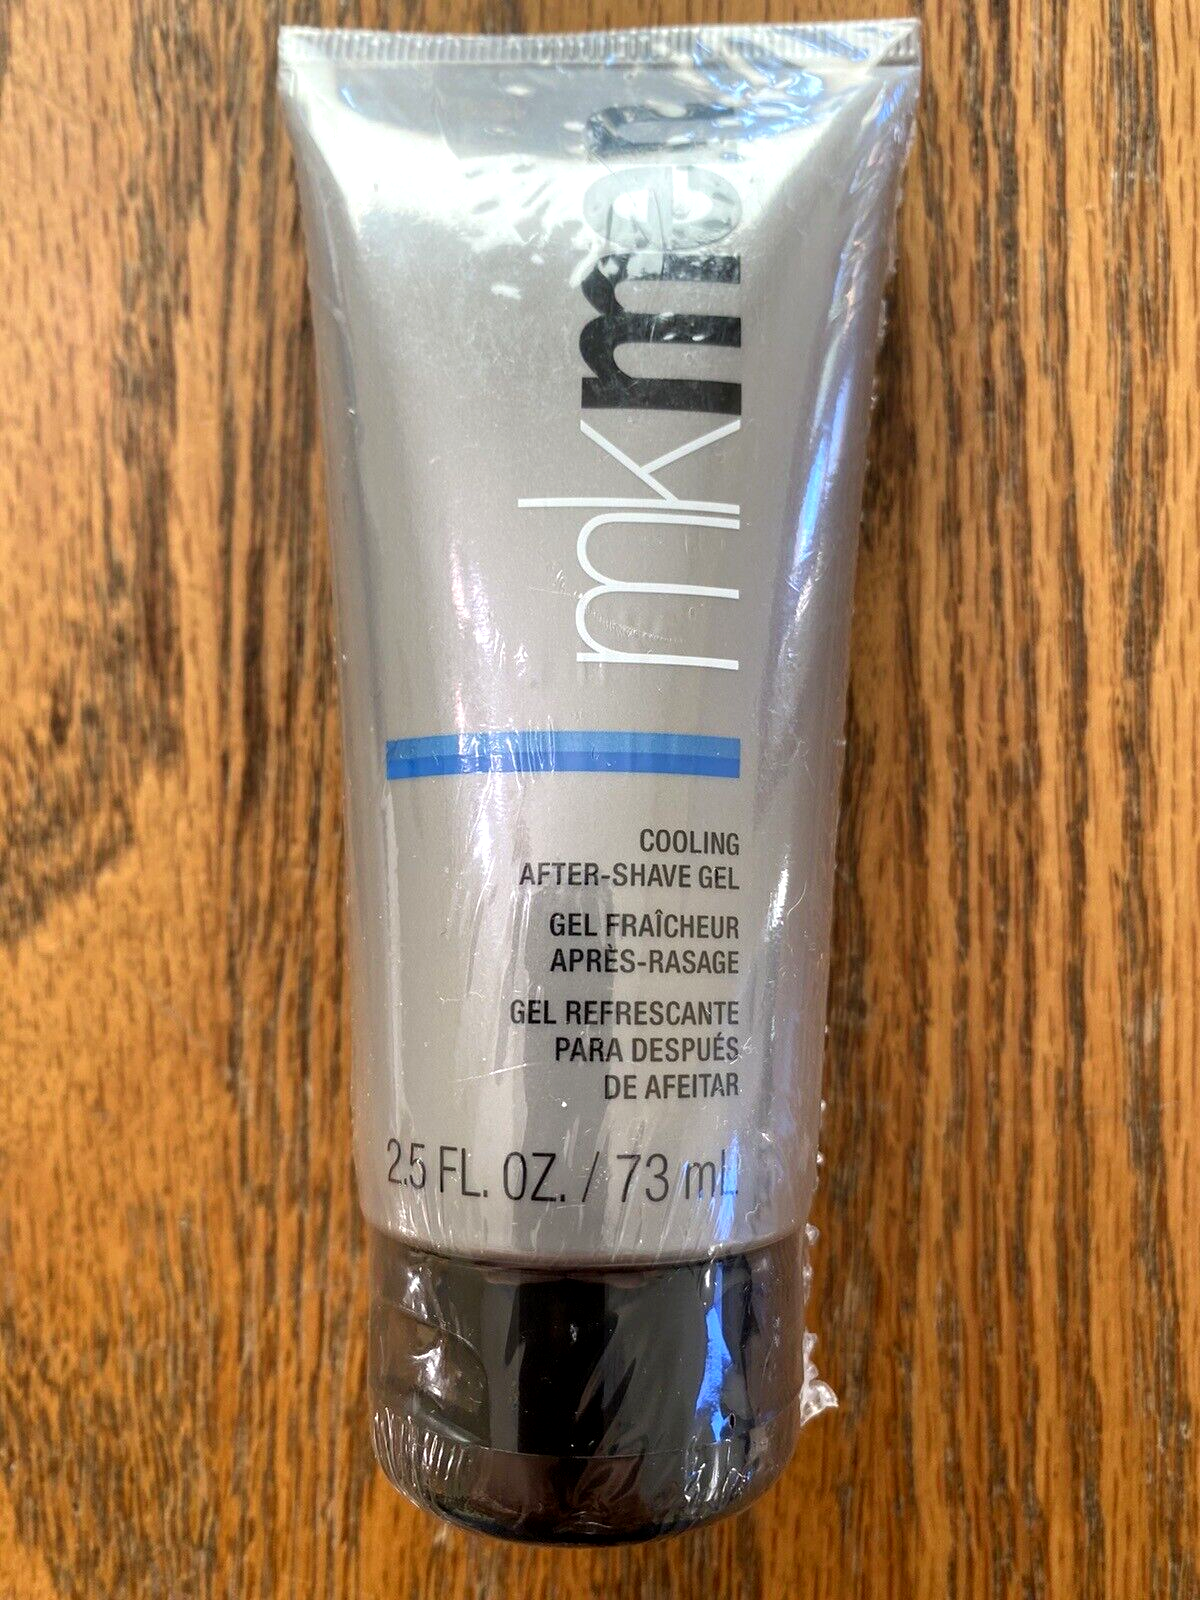 mkmen
COOLING
AFTER-SHAVE GEL
GEL FRAÎCHEUR
APRÈS-RASAGE
GEL REFRESCANTE
PARA DESPUÉS
DE AFEITAR
2.5 FL. OZ. / 73 mL